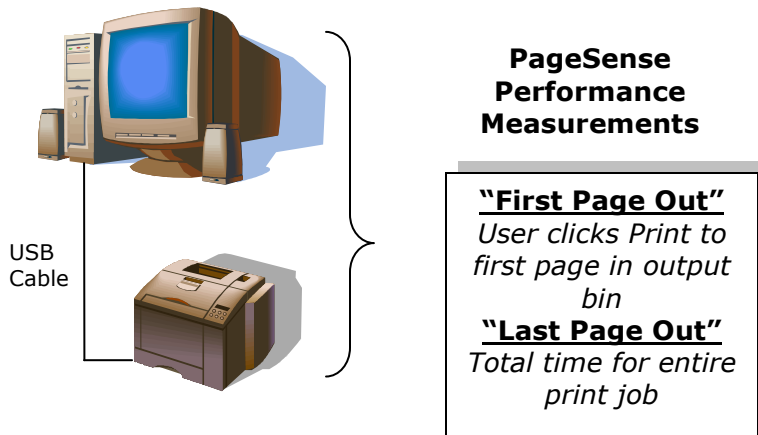 PageSense
Performance
Measurements
“First Page Out”
User clicks Print to
first page in output
bin
“Last Page Out”
Total time for entire
print job
USB
Cable